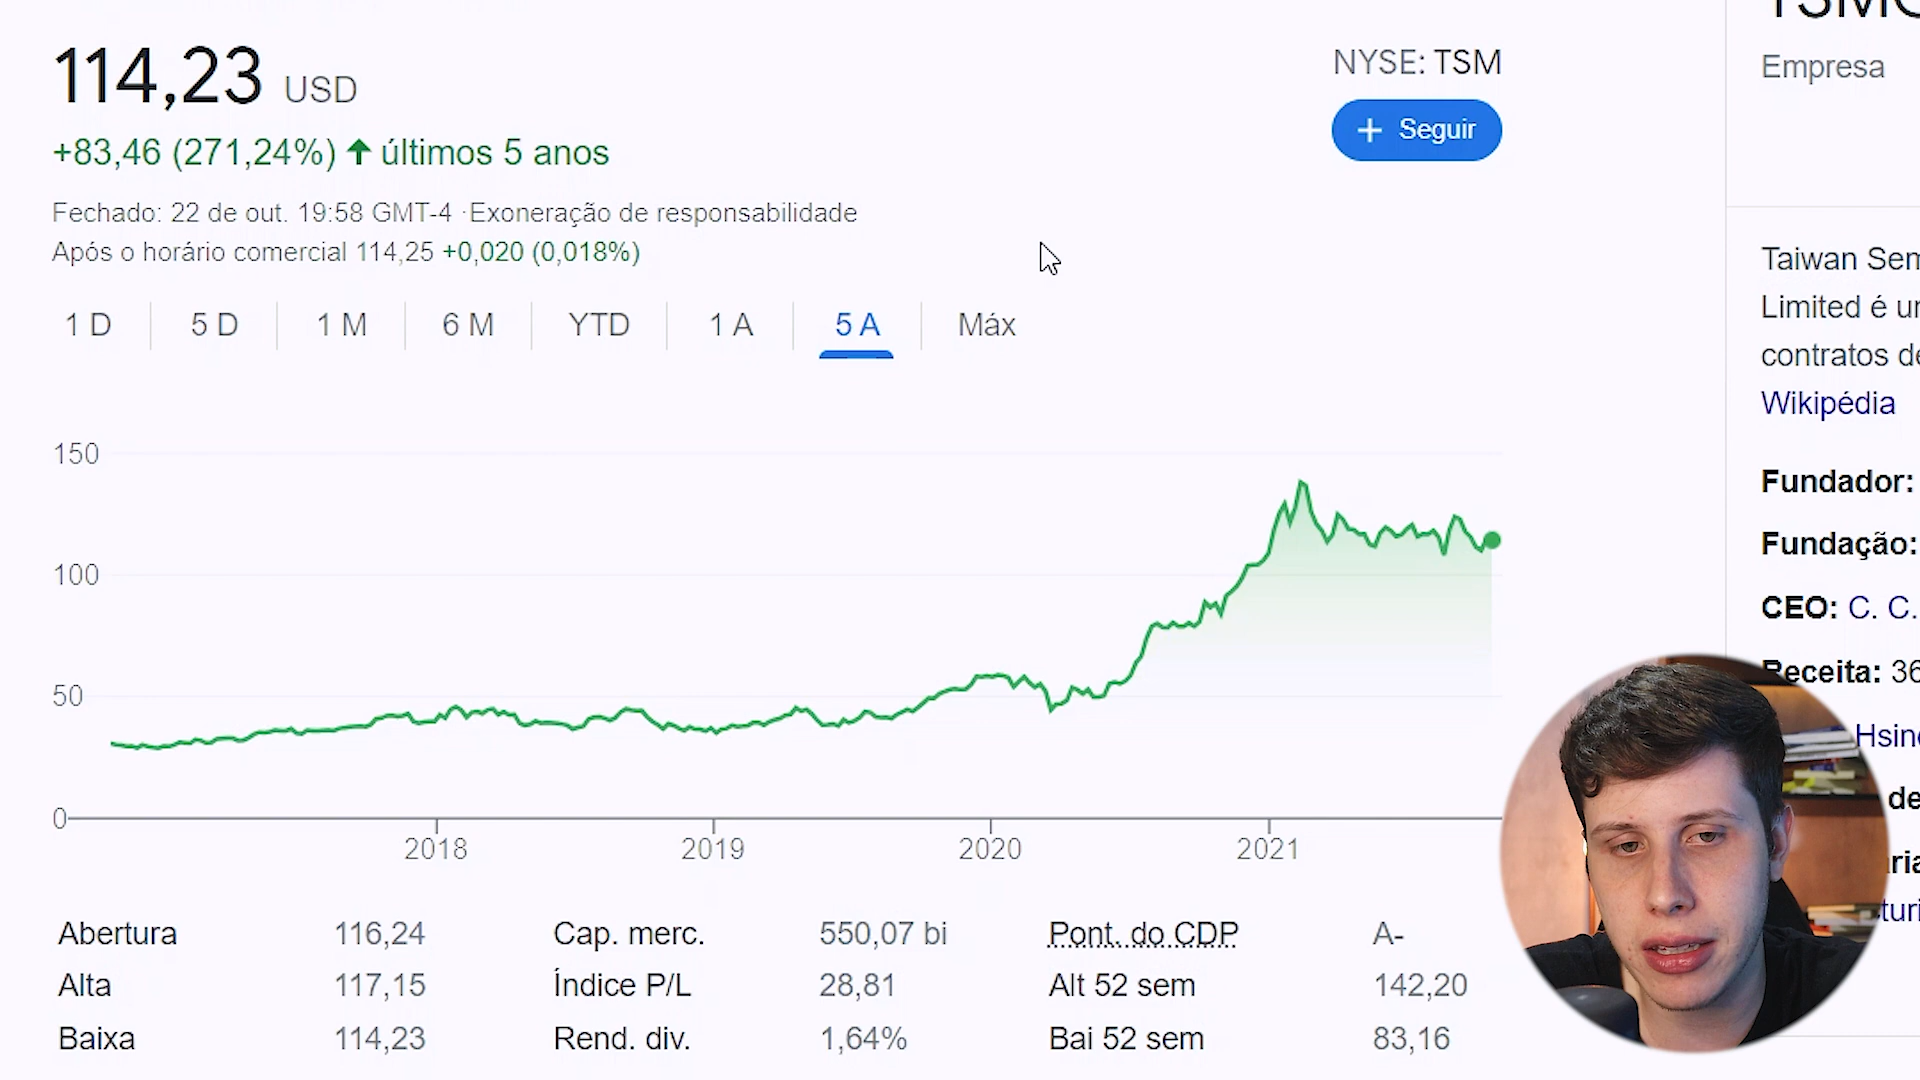 114,23 USD
+83,46 (271,24%) ↑ últimos 5 anos
Fechado: 22 de out. 19:58 GMT-4 ·Exoneração de responsabilidade
Após o horário comercial 114,25 +0,020 (0,018%)
NYSE: TSM
+ Seguir
1 D 5 D 1 M 6 M YTD 1 A 5 A Máx
150
100
50
0
2018 2019 2020 2021
Abertura 116,24 Cap. merc. 550,07 bi Pont. do CDP A-
Alta 117,15 Índice P/L 28,81 Alt 52 sem 142,20
Baixa 114,23 Rend. div. 1,64% Bai 52 sem 83,16
Empresa
Taiwan
Limited é
contratos
Wikipédia
Fundador:
Fundação:
CEO: C. C.
Receita: 36